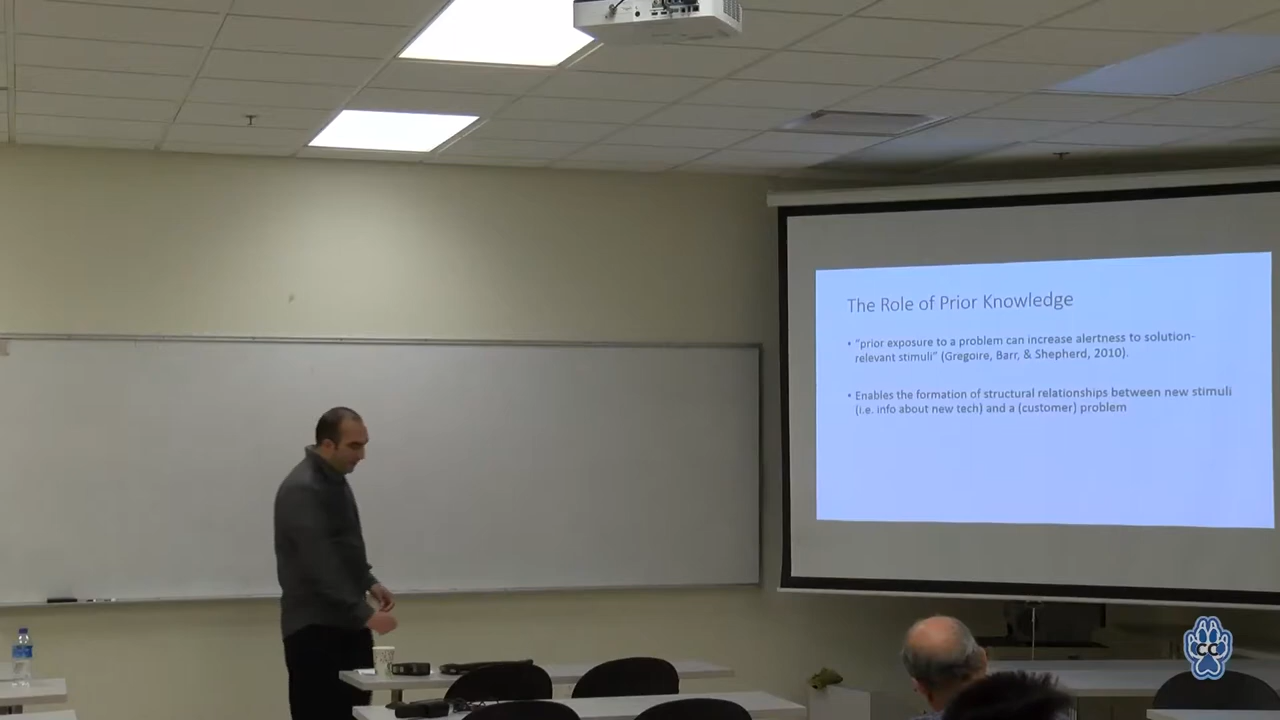 The Role of Prior Knowledge
• "prior exposure to a problem can increase alertness to solution-
relevant stimuli" (Gregoire, Barr, & Shepherd, 2010).
• Enables the formation of structural relationships between new stimuli
(i.e. info about new tech) and a (customer) problem
CC